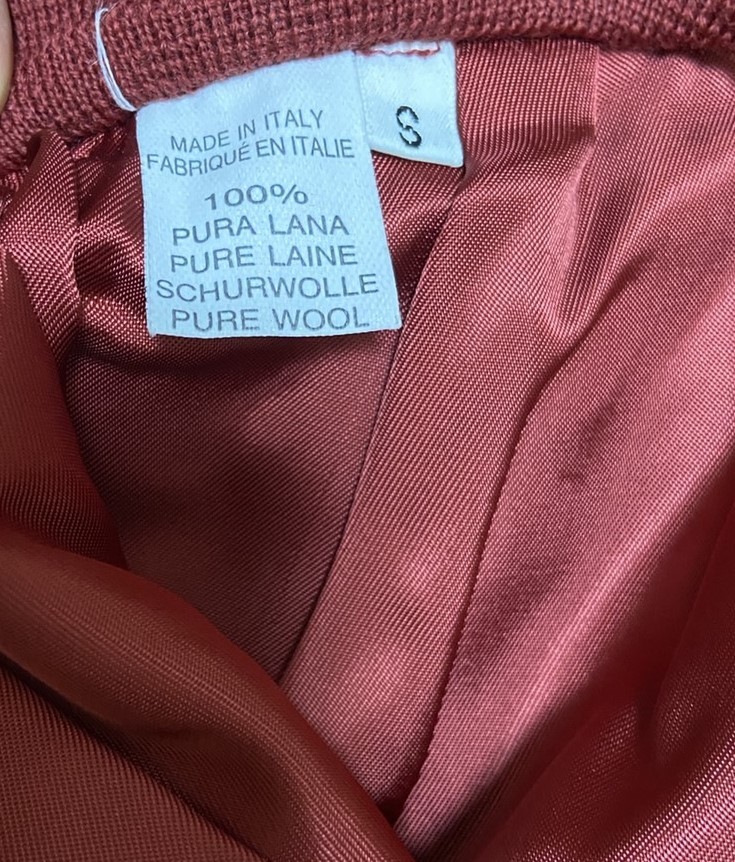 MADE IN ITALY
FABRIQUÉ EN ITALIE
100%
PURA LANA
PURE LAINE
SCHURWOLLE
PURE WOOL
S